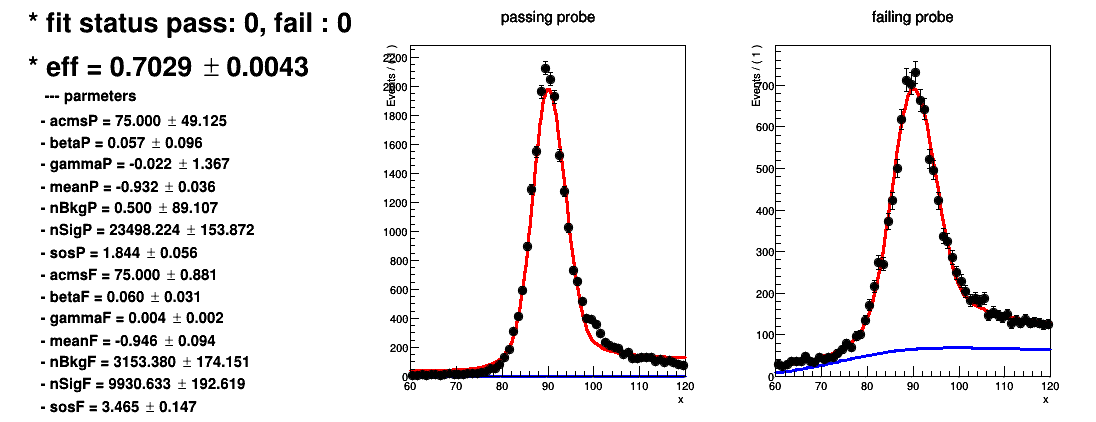 * fit status pass: 0, fail : 0
* eff = 0.7029 ± 0.0043
--- parmeters
- acmsP = 75.000 ± 49.125
- betaP = 0.057 ± 0.096
- gammaP = -0.022 ± 1.367
- meanP = -0.932 ± 0.036
- nBkgP = 0.500 ± 89.107
- nSigP = 23498.224 ± 153.872
- sosP = 1.844 ± 0.056
- acmsF = 75.000 ± 0.881
- betaF = 0.060 ± 0.031
- gammaF = 0.004 ± 0.002
- meanF = -0.946 ± 0.094
- nBkgF = 3153.380 ± 174.151
- nSigF = 9930.633 ± 192.619
- sosF = 3.465 ± 0.147
passing probe
Events / ( 1 )
2200
2000
1800
1600
1400
1200
1000
800
600
400
200
0
60 70 80 90 100 110 120
x
failing probe
Events / ( 1 )
700
600
500
400
300
200
100
0
60 70 80 90 100 110 120
x